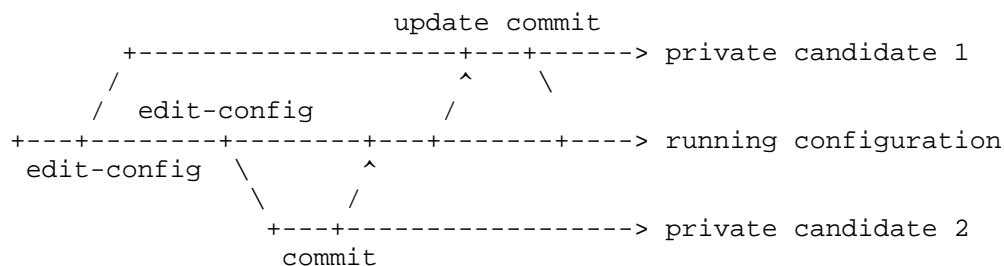 update commit
+--------------------+---+------> private candidate 1
/ ^ \
/ edit-config /
+---+--------+--------+---+-------+----> running configuration
edit-config \ ^
\ /
+---+------------------> private candidate 2
commit